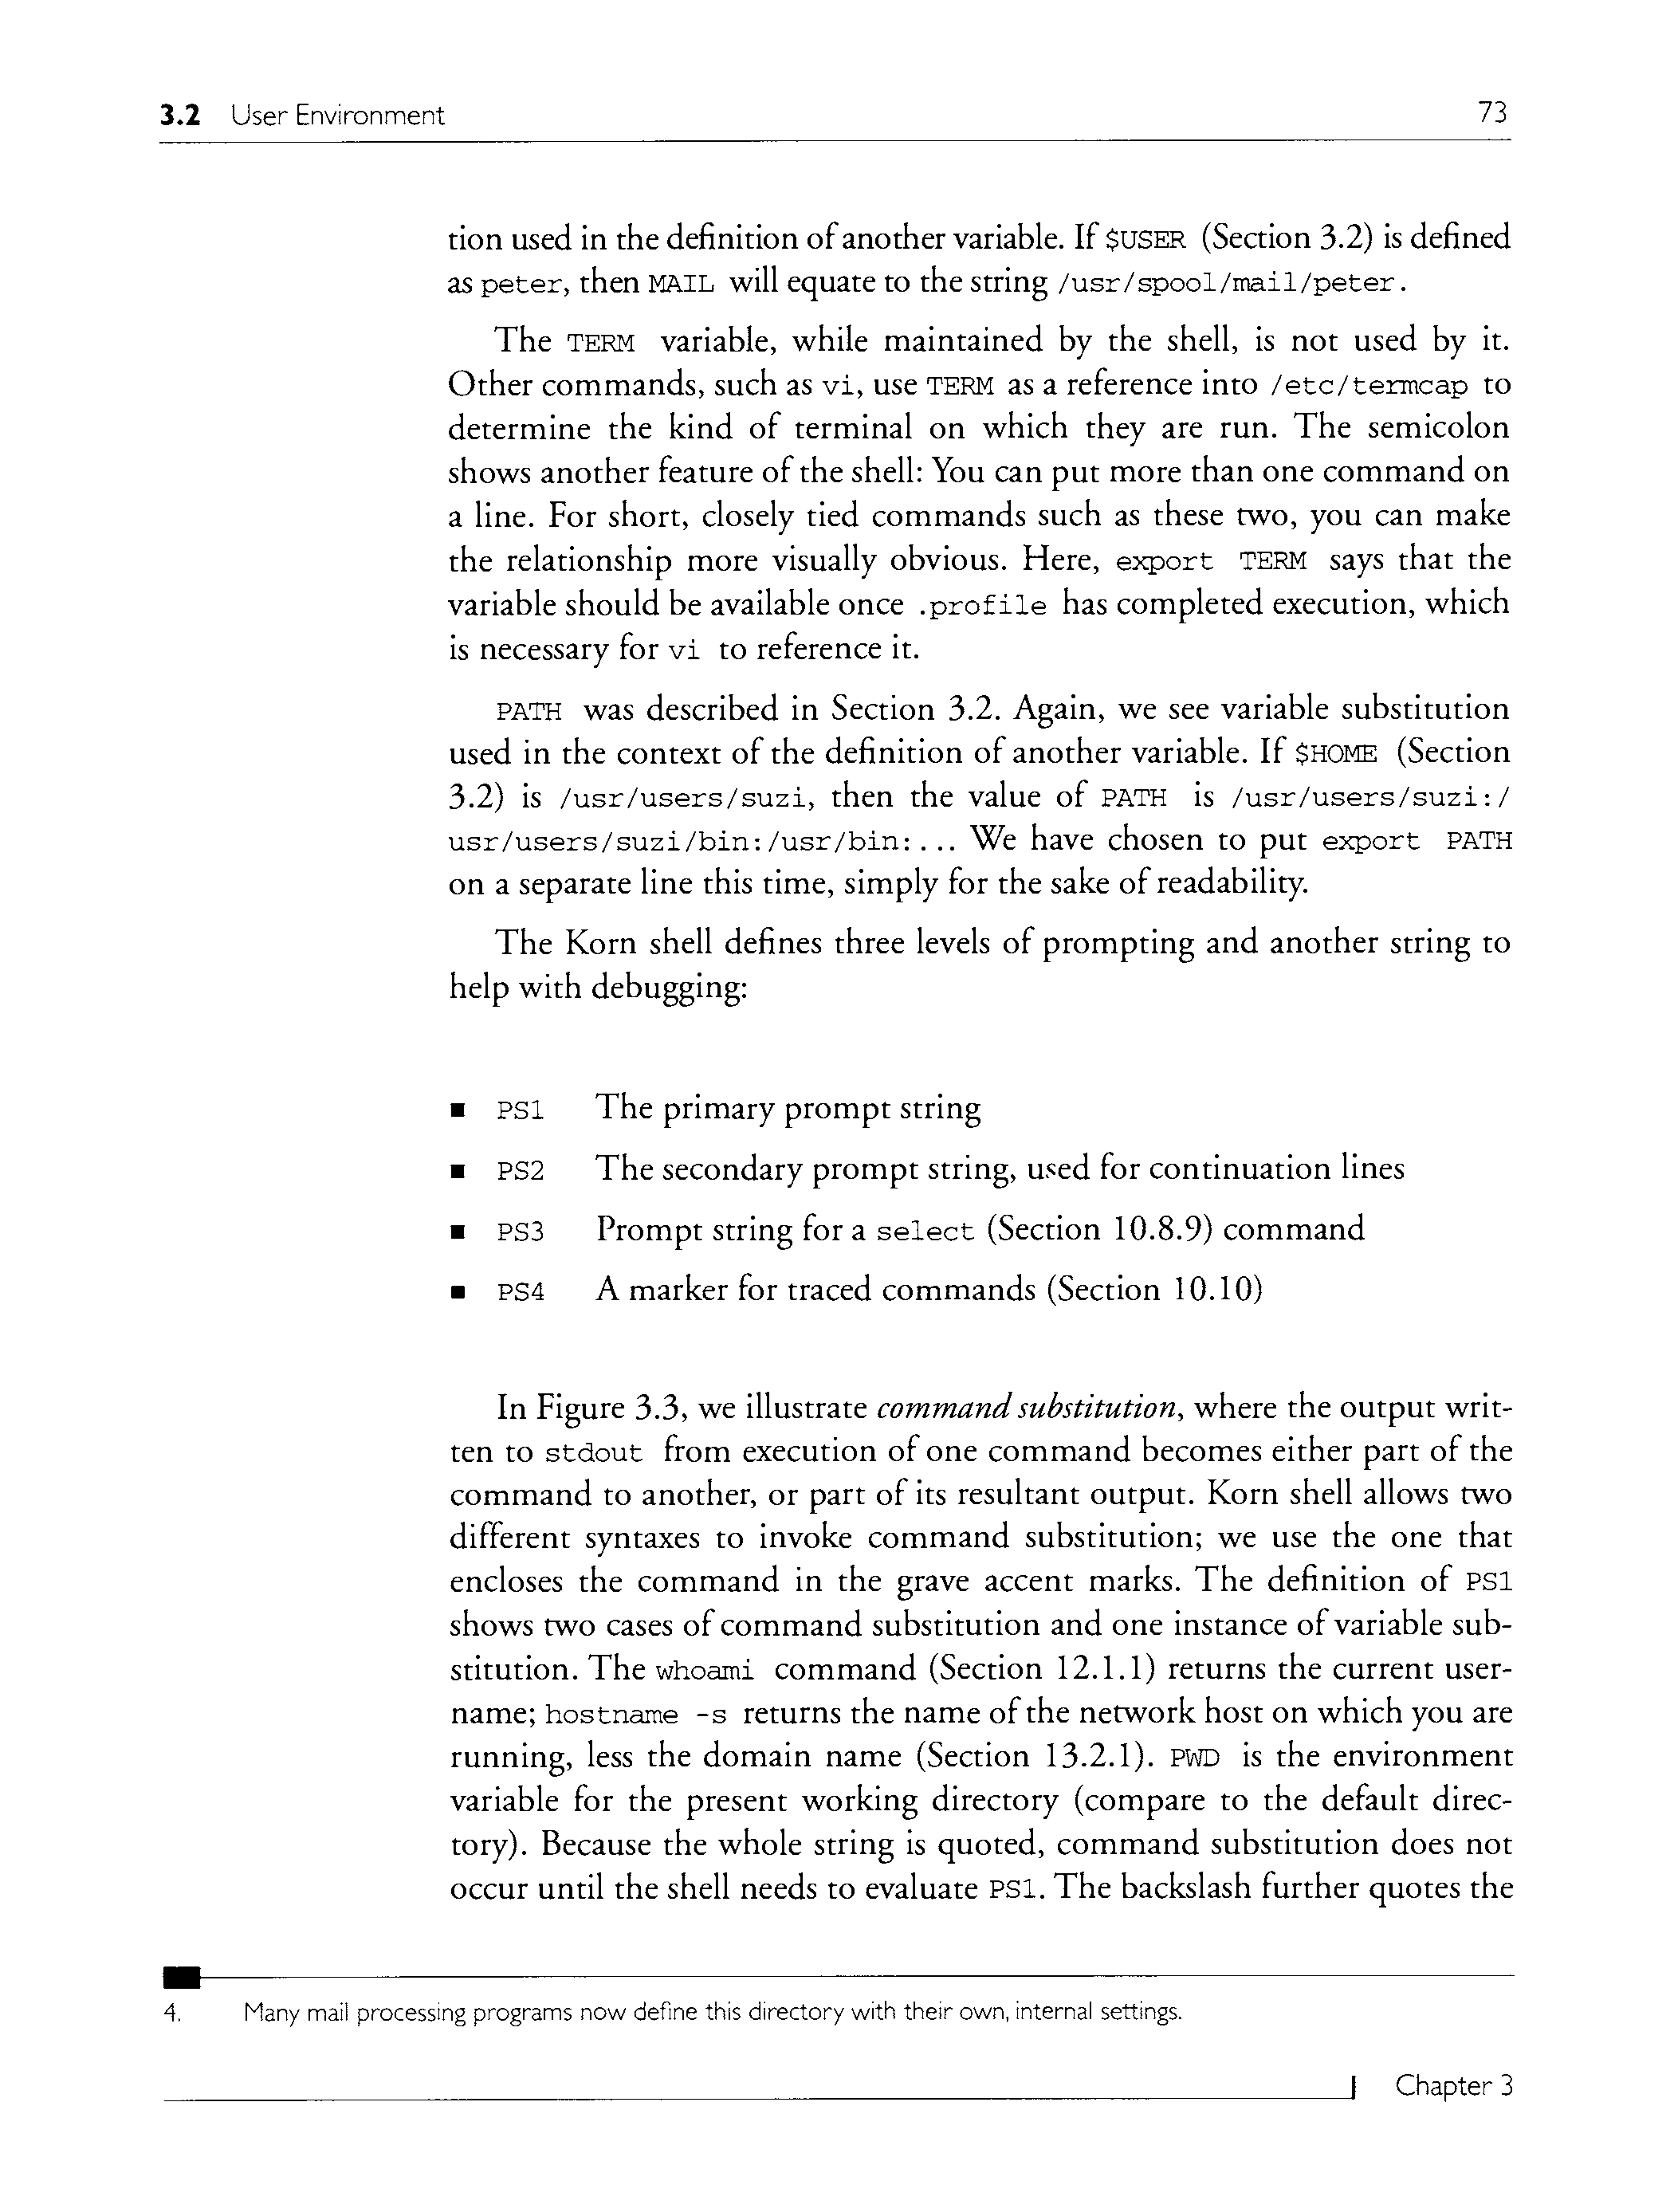 3.2 User Environment 73
tion used in the definition of another variable. If $USER (Section 3.2) is defined
as peter, then MAIL will equate to the string /usr/spool/mail/peter.
The TERM variable, while maintained by the shell, is not used by it.
Other commands, such as vi, use TERM as a reference into /etc/termcap to
determine the kind of terminal on which they are run. The semicolon
shows another feature of the shell: You can put more than one command on
a line. For short, closely tied commands such as these two, you can make
the relationship more visually obvious. Here, export TERM says that the
variable should be available once .profile has completed execution, which
is necessary for vi to reference it.
PATH was described in Section 3.2. Again, we see variable substitution
used in the context of the definition of another variable. If $HOME (Section
3.2) is /usr/users/suzi, then the value of PATH is /usr/users/suzi:/
usr/users/suzi/bin:/usr/bin:... We have chosen to put export PATH
on a separate line this time, simply for the sake of readability.
The Korn shell defines three levels of prompting and another string to
help with debugging:
■ PS1 The primary prompt string
■ PS2 The secondary prompt string, used for continuation lines
■ PS3 Prompt string for a select (Section 10.8.9) command
■ PS4 A marker for traced commands (Section 10.10)
In Figure 3.3, we illustrate command substitution, where the output writ-
ten to stdout from execution of one command becomes either part of the
command to another, or part of its resultant output. Korn shell allows two
different syntaxes to invoke command substitution; we use the one that
encloses the command in the grave accent marks. The definition of PS1
shows two cases of command substitution and one instance of variable sub-
stitution. The whoami command (Section 12.1.1) returns the current user-
name; hostname -s returns the name of the network host on which you are
running, less the domain name (Section 13.2.1). PWD is the environment
variable for the present working directory (compare to the default direc-
tory). Because the whole string is quoted, command substitution does not
occur until the shell needs to evaluate PS1. The backslash further quotes the
4. Many mail processing programs now define this directory with their own, internal settings.
Chapter 3